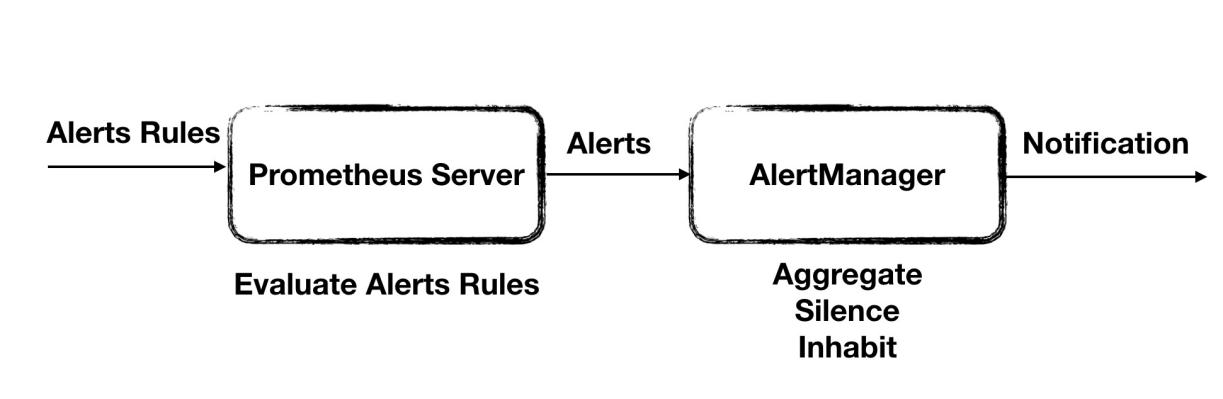 Alerts Rules
Prometheus Server
Evaluate Alerts Rules
Alerts
AlertManager
Aggregate
Silence
Inhabit
Notification